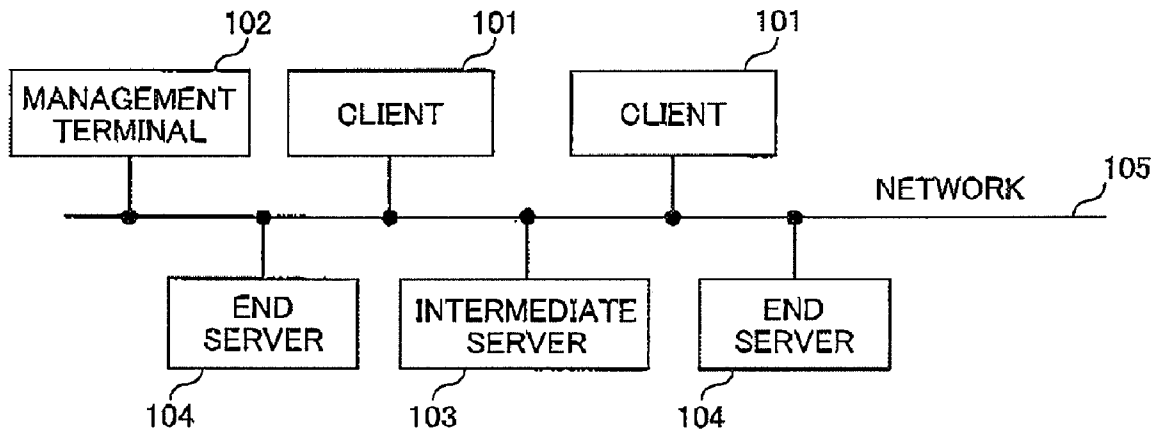 102
101
101
MANAGEMENT
TERMINAL
CLIENT
CLIENT
NETWORK
105
END
SERVER
INTERMEDIATE
SERVER
END
SERVER
104
103
104